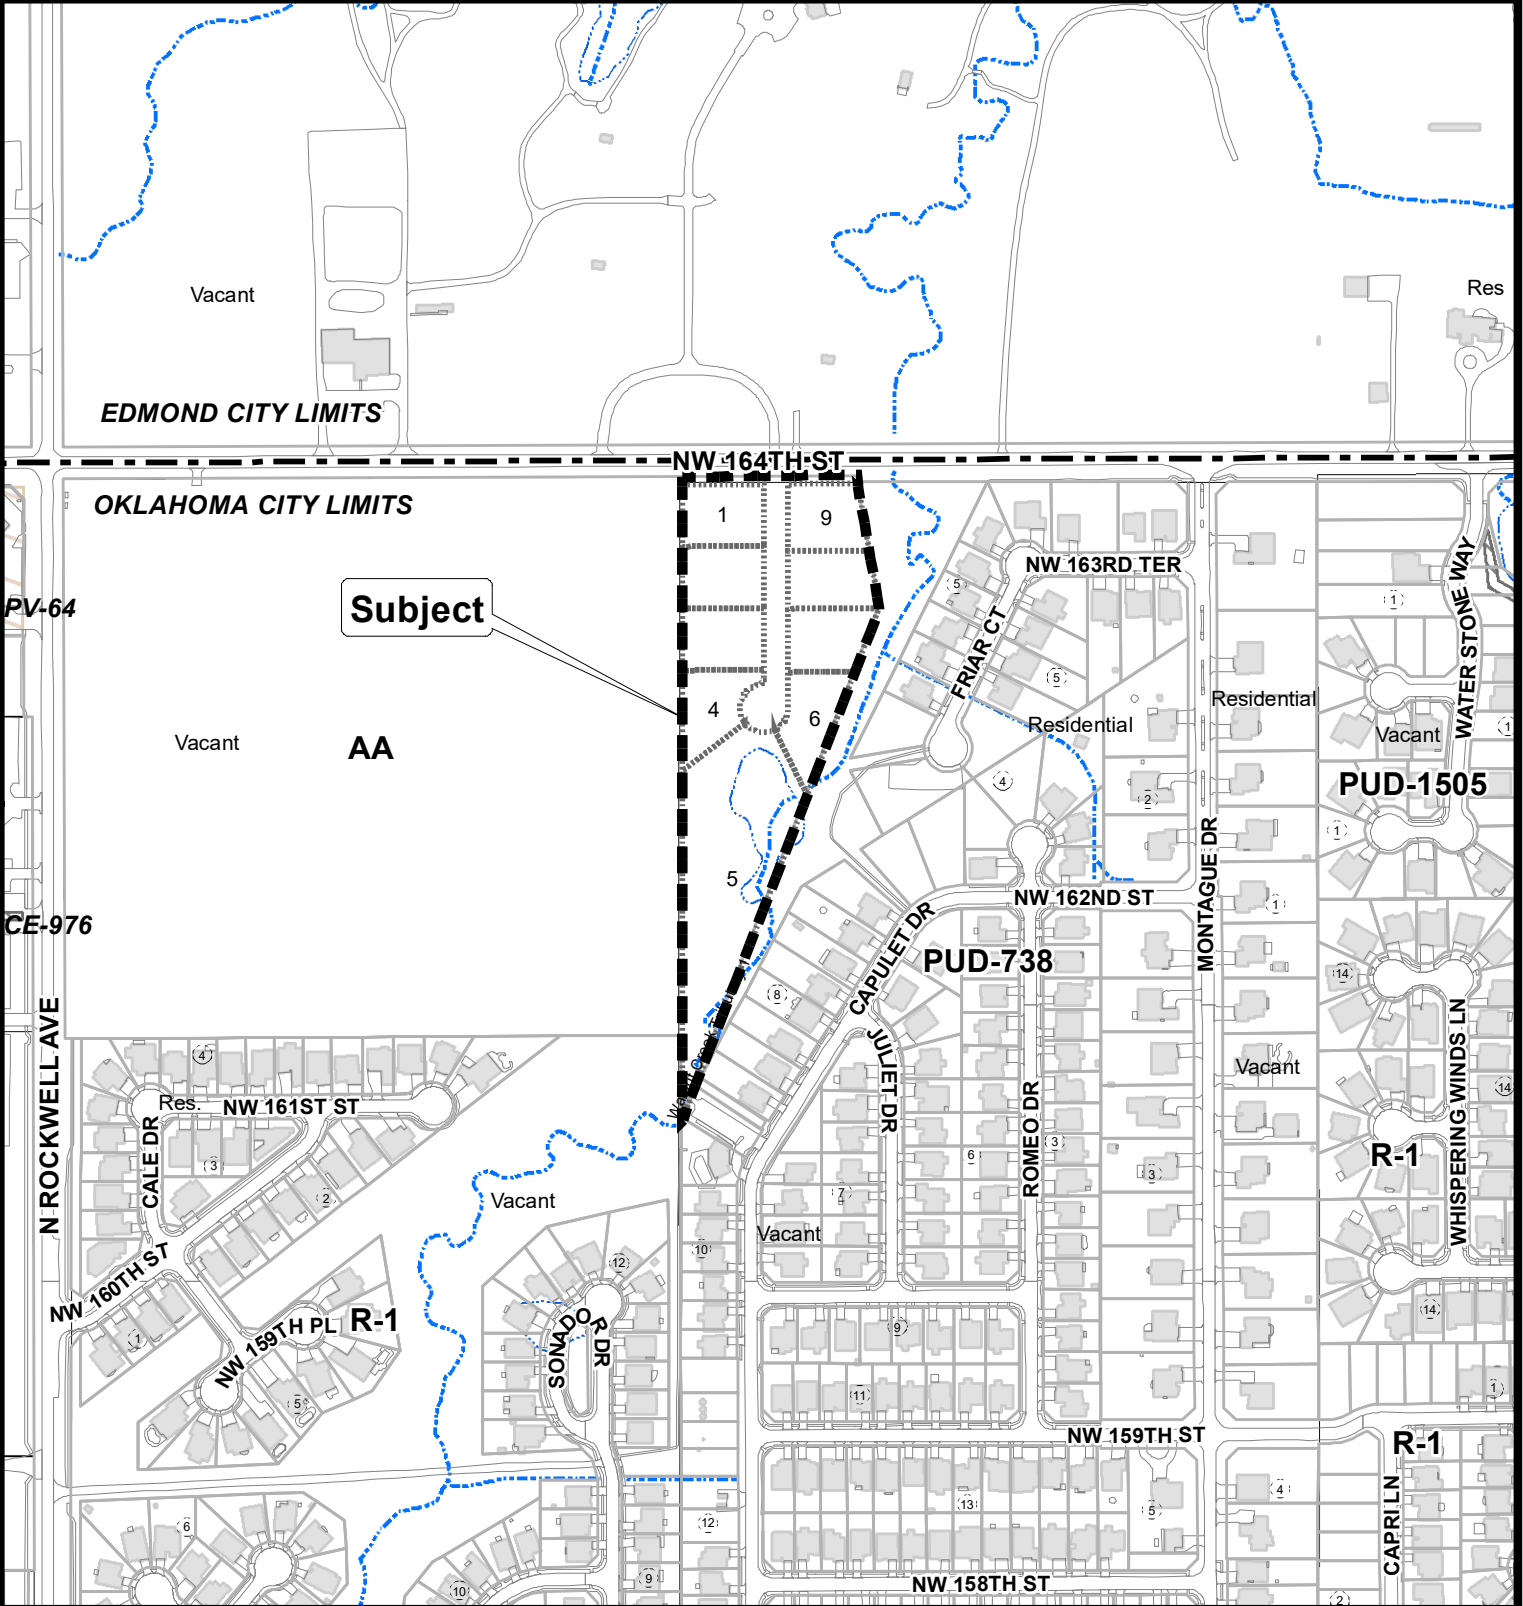 Vacant
Res
EDMOND CITY LIMITS
NW 164TH ST
OKLAHOMA CITY LIMITS
1
9
Subject
PV-64
NW 163RD TER
5
1
FRIAR CT
5
WATER STONE WAY
4
6
Vacant
AA
Residential
Residential
Vacant
1
4
2
PUD-1505
1
5
MONTAGUE DR
NW 162ND ST
1
CE-976
CAPULET DR
PUD-738
14
8
N ROCKWELL AVE
JULIET DR
WHISPERING WINDS LN
4
Res.
NW 161ST ST
Vacant
14
CALE DR
3
2
ROMEO DR
3
6
3
R-1
7
Vacant
Vacant
10
12
NW 160TH ST
1
NW 159TH PL
R-1
SONADOR DR
9
14
5
11
1
NW 159TH ST
R-1
CAPRI LN
13
5
4
6
12
10
9
NW 158TH ST
2